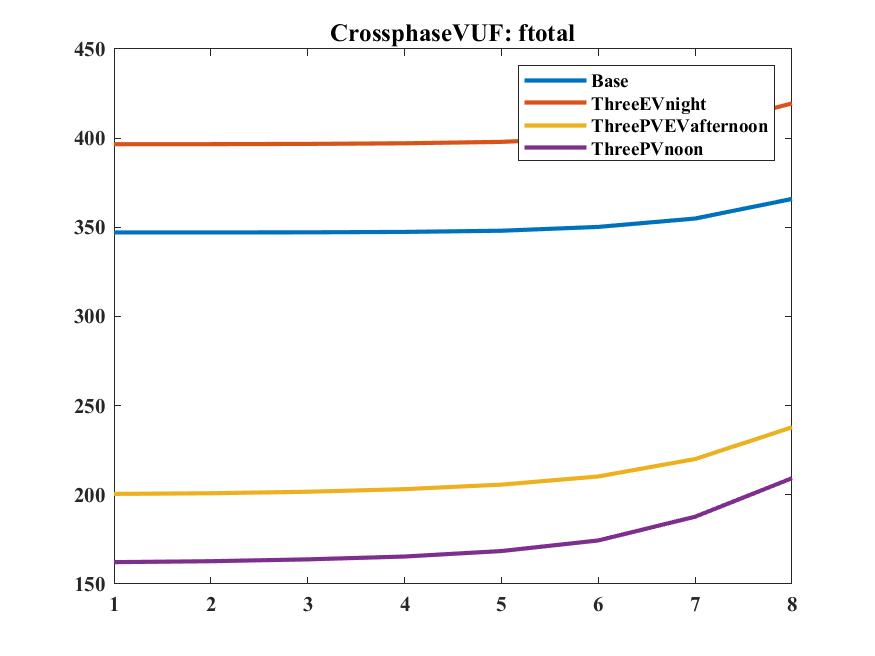 CrossphaseVUF: ftotal
450
400
350
300
250
200
150
1 2 3 4 5 6 7 8
Base
ThreeEVnight
ThreePVEVafternoon
ThreePVnoon